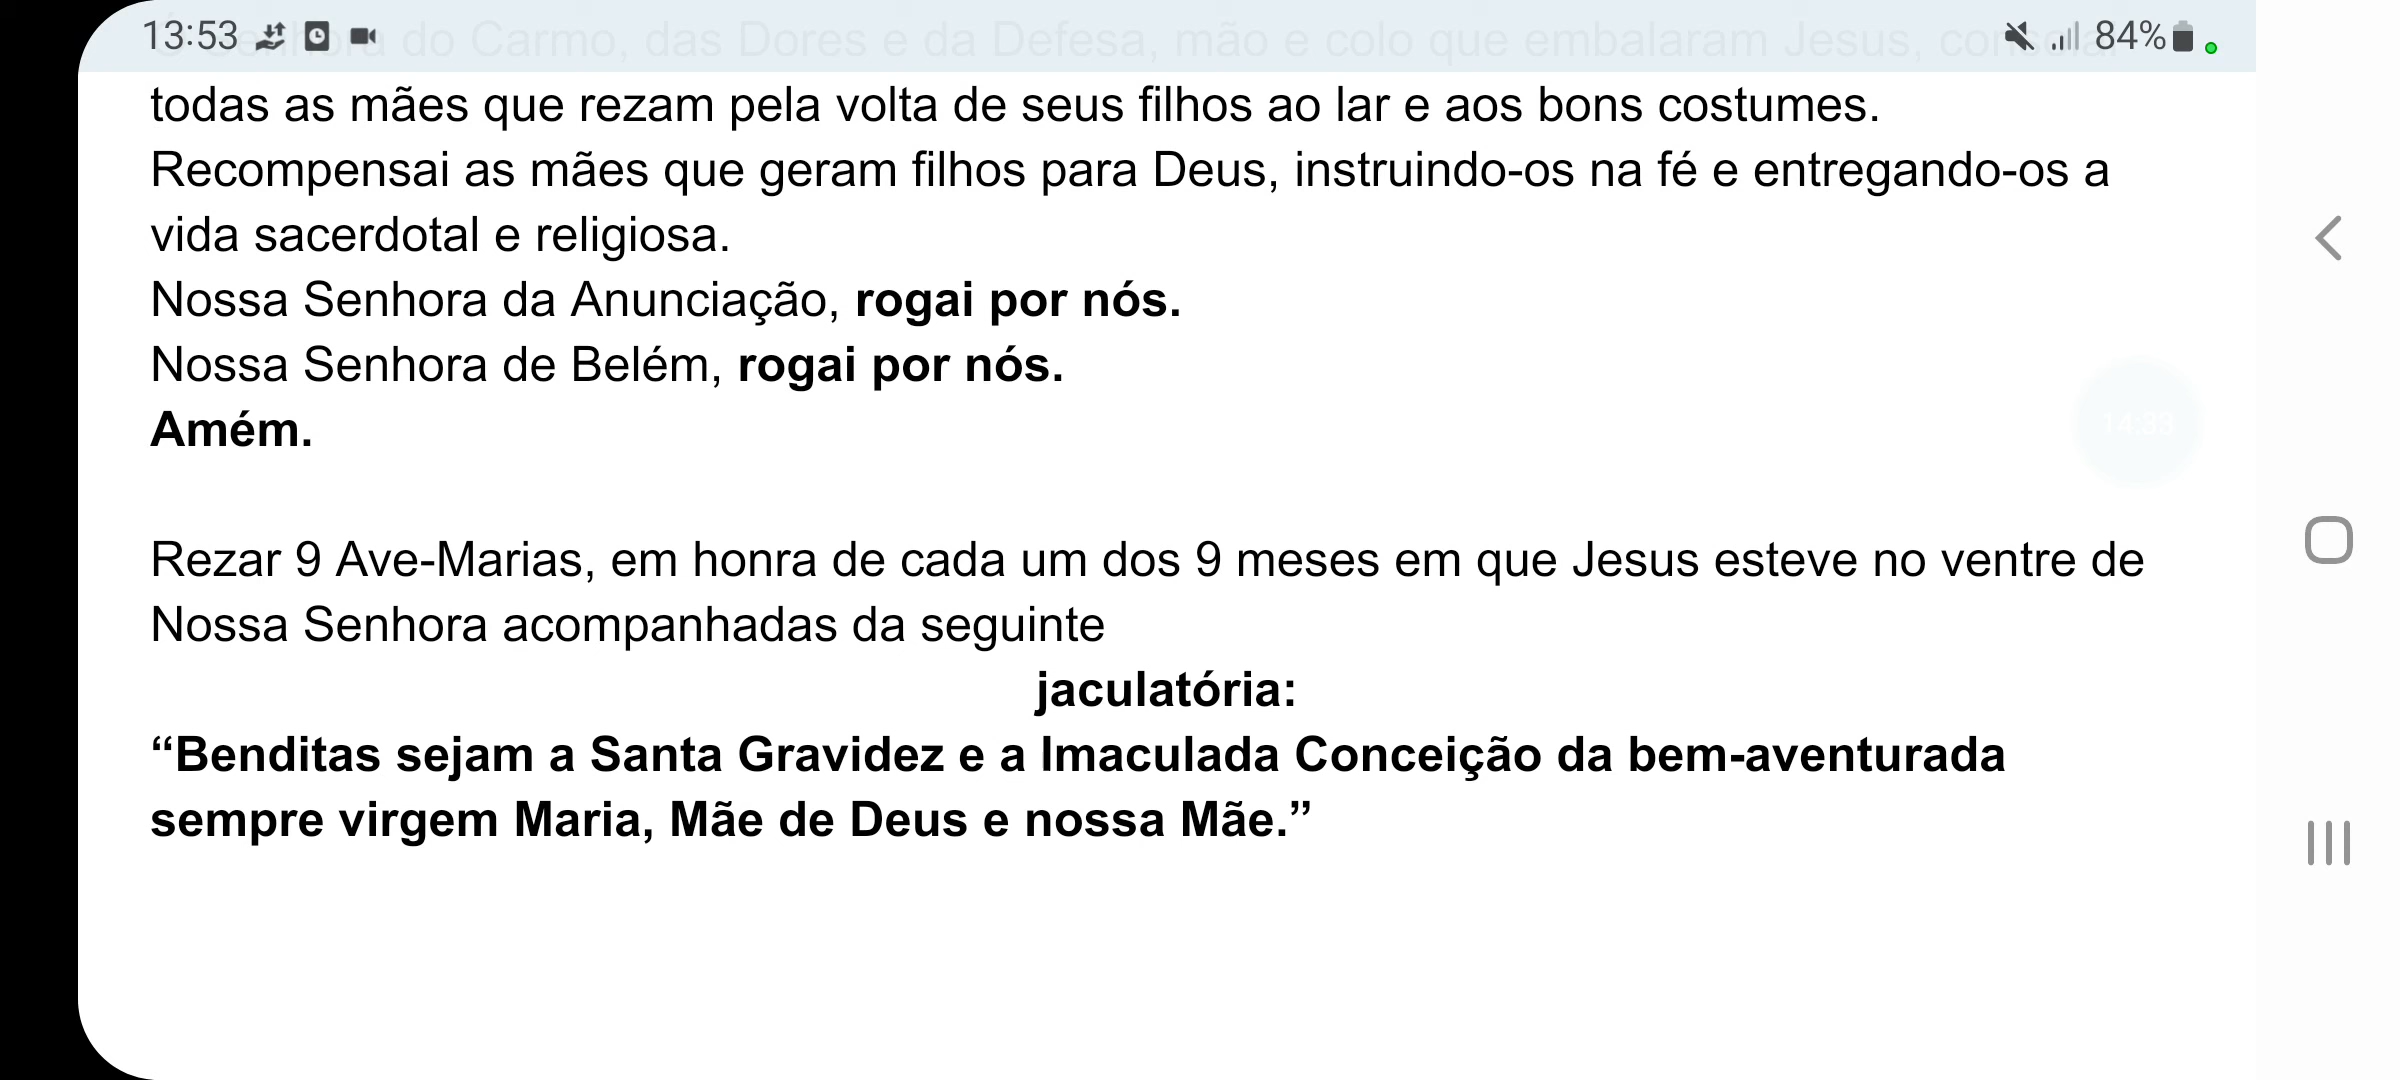 13:53
84%
do Carmo, das Dores e da Defesa, mão e colo que embalaram Jesus,
todas as mães que rezam pela volta de seus filhos ao lar e aos bons costumes.
Recompensai as mães que geram filhos para Deus, instruindo-os na fé e entregando-os a
vida sacerdotal e religiosa.
Nossa Senhora da Anunciação, rogai por nós.
Nossa Senhora de Belém, rogai por nós.
Amém.
Rezar 9 Ave-Marias, em honra de cada um dos 9 meses em que Jesus esteve no ventre de
Nossa Senhora acompanhadas da seguinte
jaculatória:
“Benditas sejam a Santa Gravidez e a Imaculada Conceição da bem-aventurada
sempre virgem Maria, Mãe de Deus e nossa Mãe.”